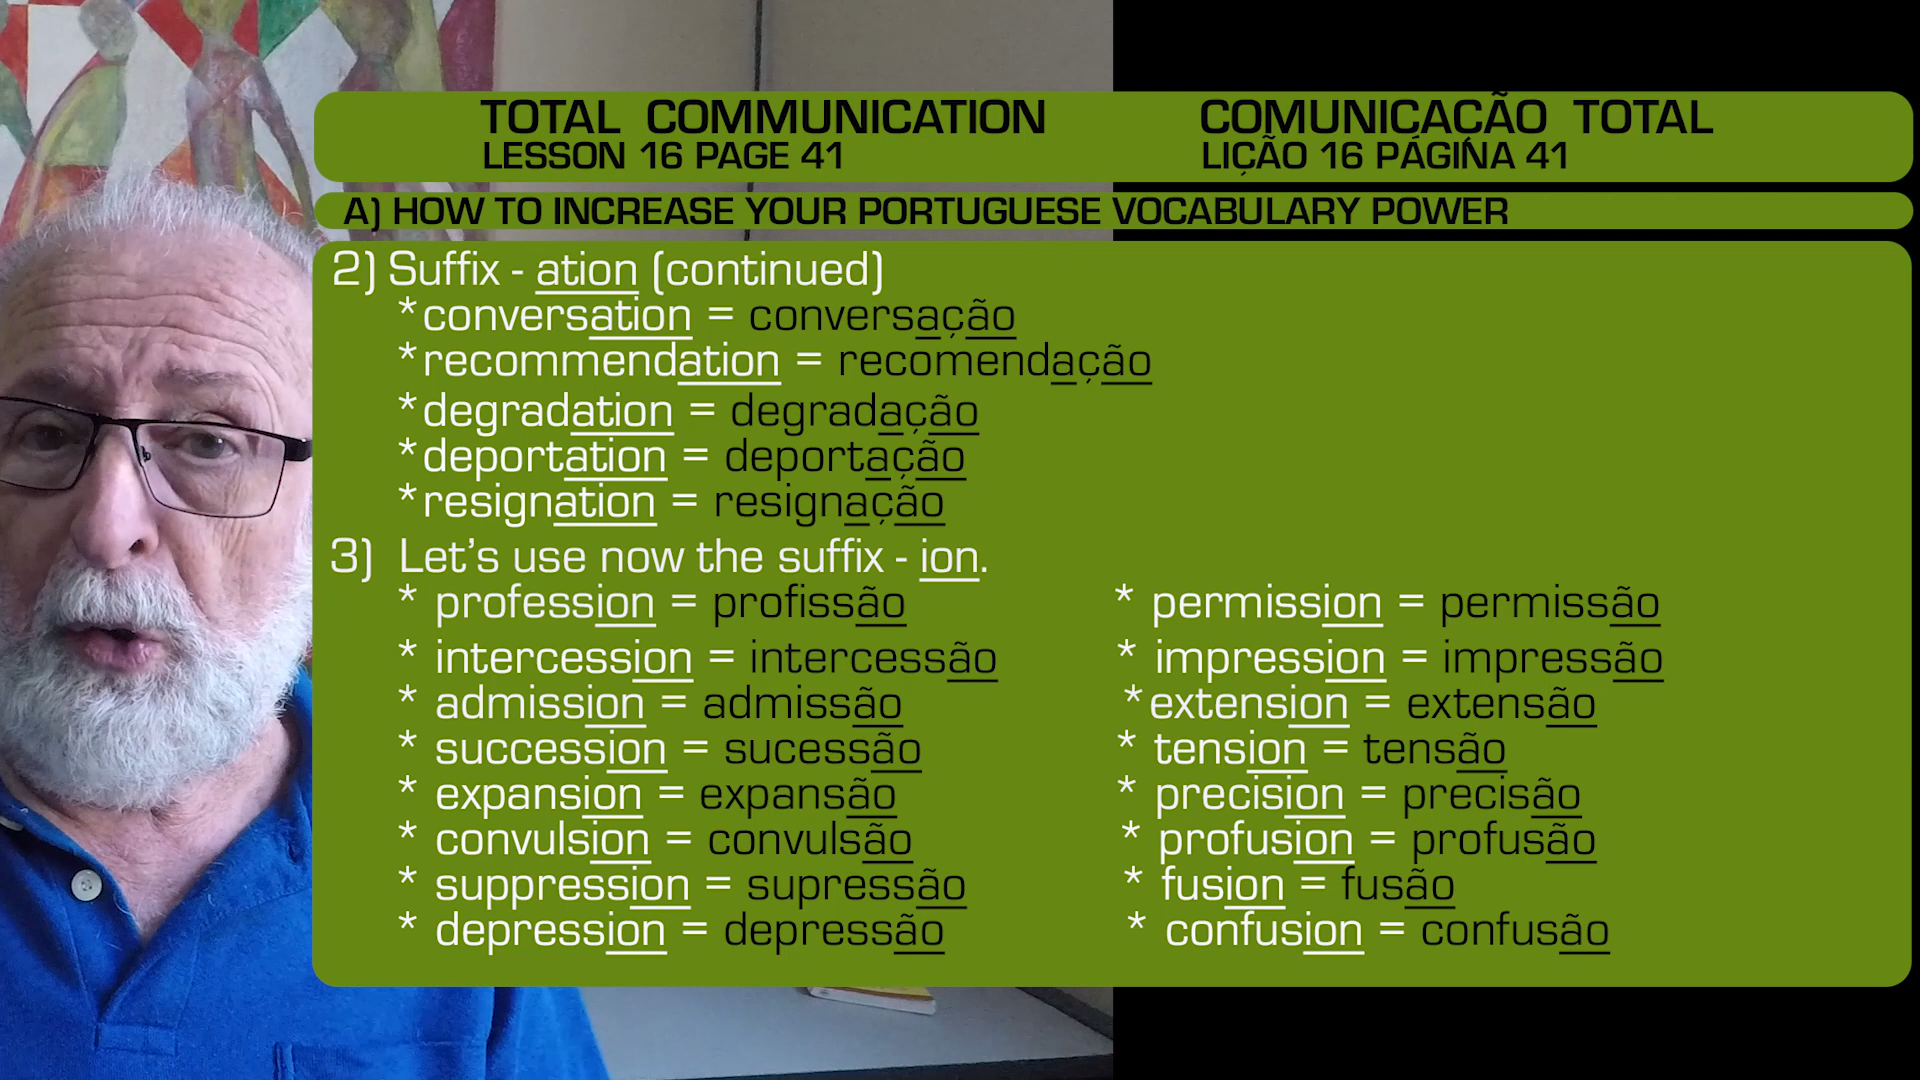 TOTAL COMMUNICATION
LESSON 16 PAGE 41
COMUNICAÇÃO TOTAL
LIÇÃO 16 PÁGINA 41
A) HOW TO INCREASE YOUR PORTUGUESE VOCABULARY POWER
2) Suffix - ation (continued)
*conversation = conversação
*recommendation = recomendação
*degradation = degradação
*deportation = deportação
*resignation = resignação
3) Let's use now the suffix - ion.
* profession = profissão
* intercession = intercessão
* admission = admissão
* succession = sucessão
* expansion = expansão
* convulsion = convulsão
* suppression = supressão
* depression = depressão
* permission = permissão
* impression = impressão
*extension = extensão
* tension = tensão
* precision = precisão
* profusion = profusão
* fusion = fusão
* confusion = confusão